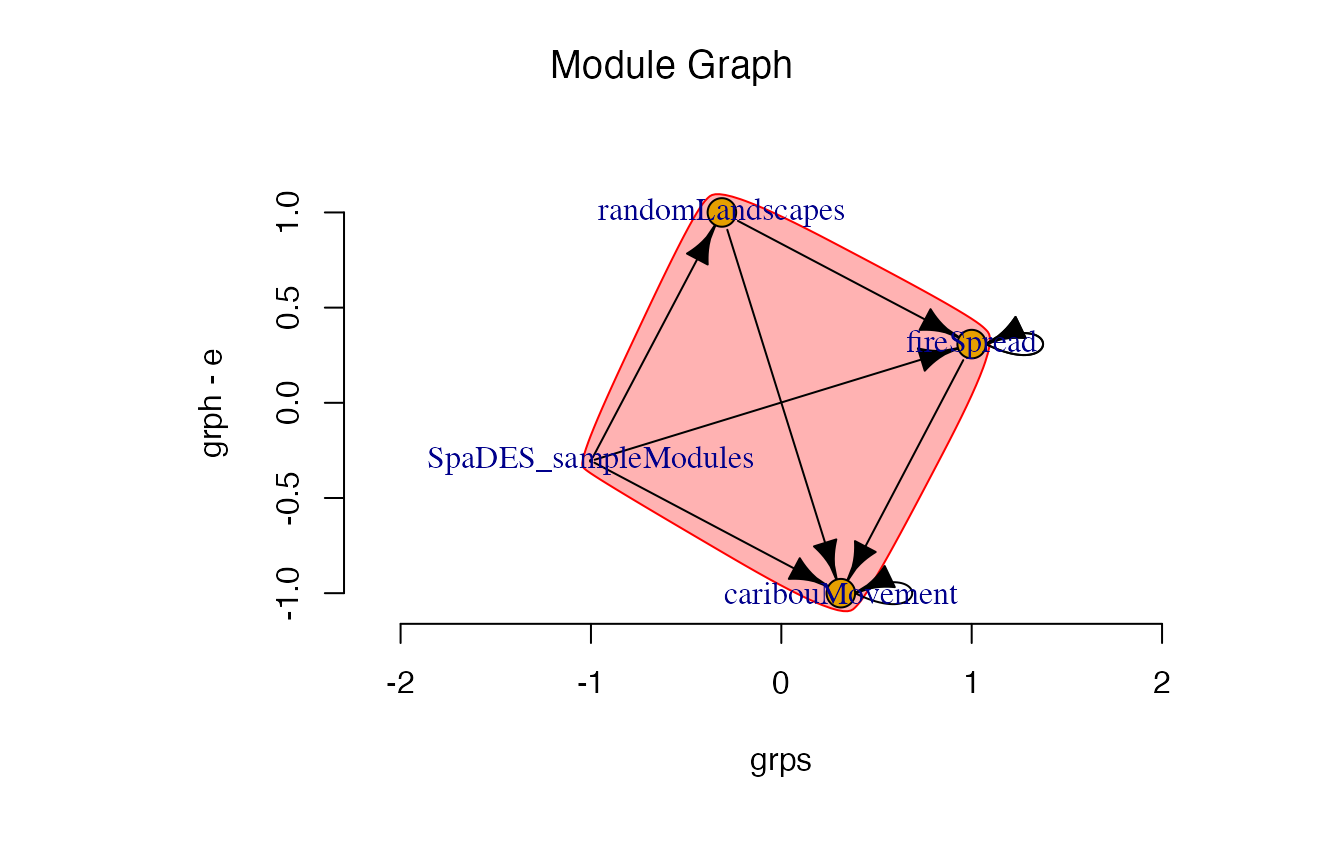 Module Graph
grph - e
1.0
0.5
0.0
-0.5
-1.0
randomLandscapes
fireSpread
SpaDES_sampleModules
caribouMovement
-2 -1 0 1 2
grps